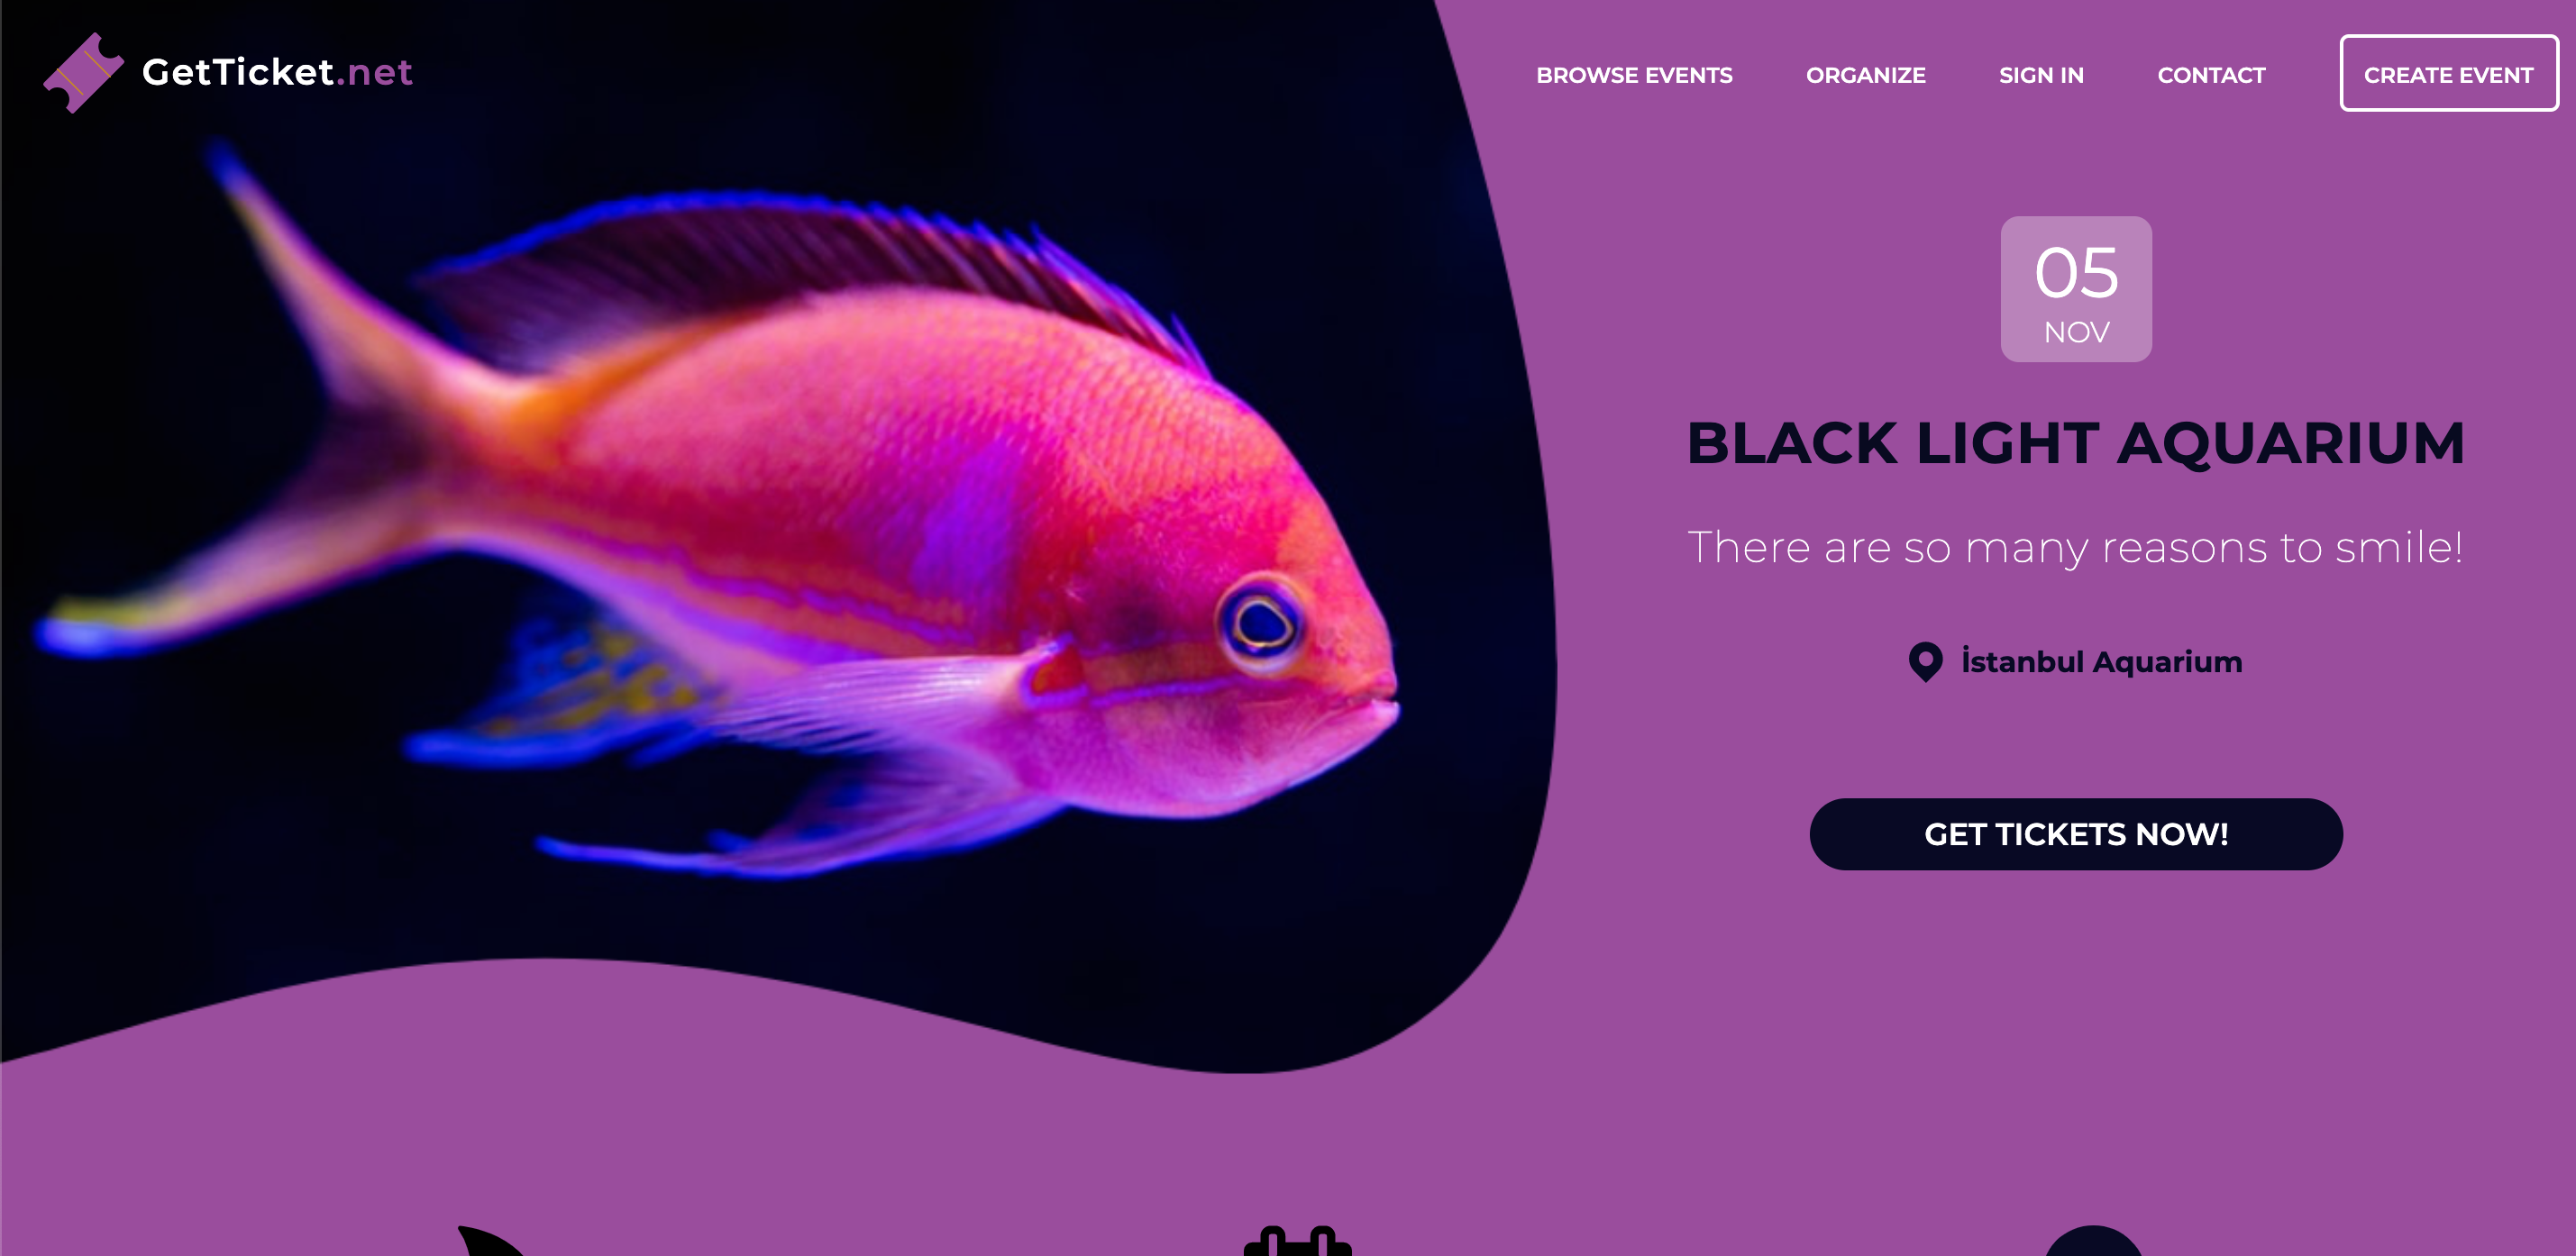 GetTicket.net
BROWSE EVENTS
ORGANIZE
SIGN IN
CONTACT
CREATE EVENT
05
NOV
BLACK LIGHT AQUARIUM
There are so many reasons to smile!
İstanbul Aquarium
GET TICKETS NOW!